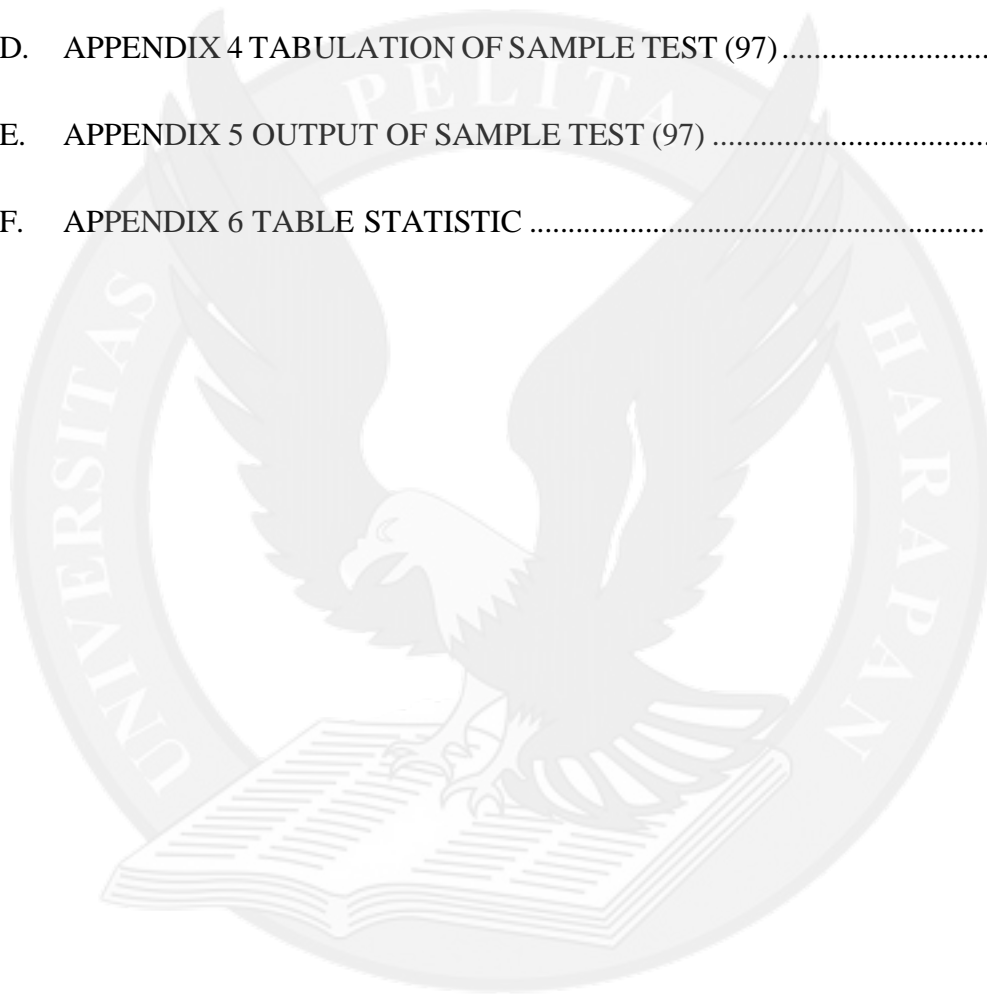 D. APPENDIX 4 TABULATION OF SAMPLE TEST (97) ..........................
E. APPENDIX 5 OUTPUT OF SAMPLE TEST (97) ...................................
F. APPENDIX 6 TABLE STATISTIC ..........................................................
UNIVERSITAS PELITA HARAPAN